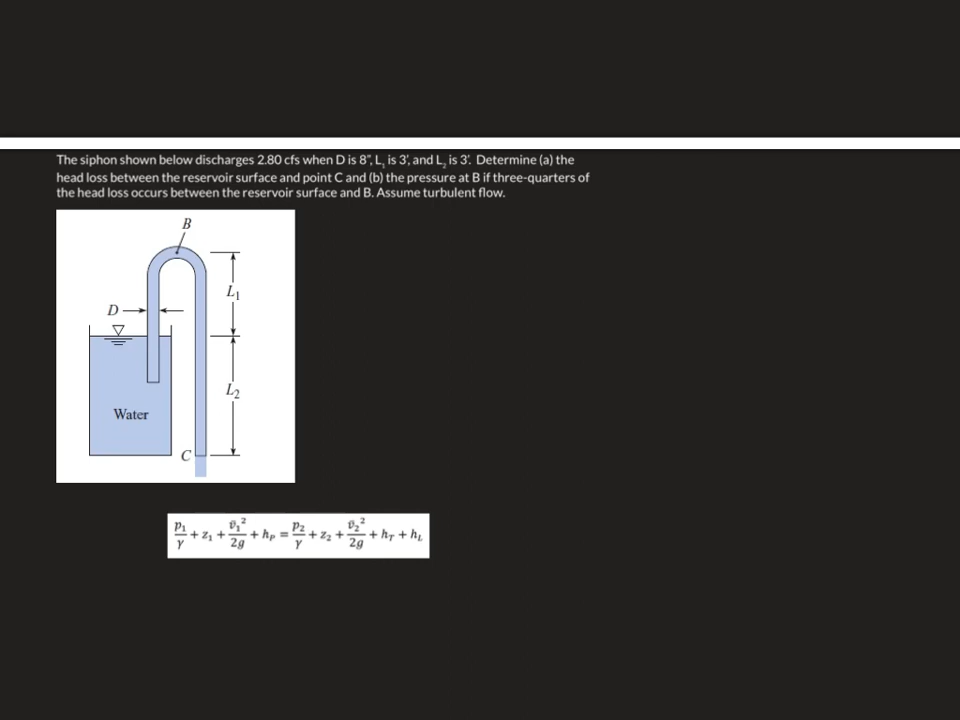 The siphon shown below discharges 2.80 cfs when D is 8", L₁ is 3', and L₂ is 3'. Determine (a) the
head loss between the reservoir surface and point C and (b) the pressure at B if three-quarters of
the head loss occurs between the reservoir surface and B. Assume turbulent flow.
B
L₁
D
L₂
Water
C
p₁/γ + z₁ + v̄₁²/2g + hₚ = p₂/γ + z₂ + v̄₂²/2g + h_T + h_L